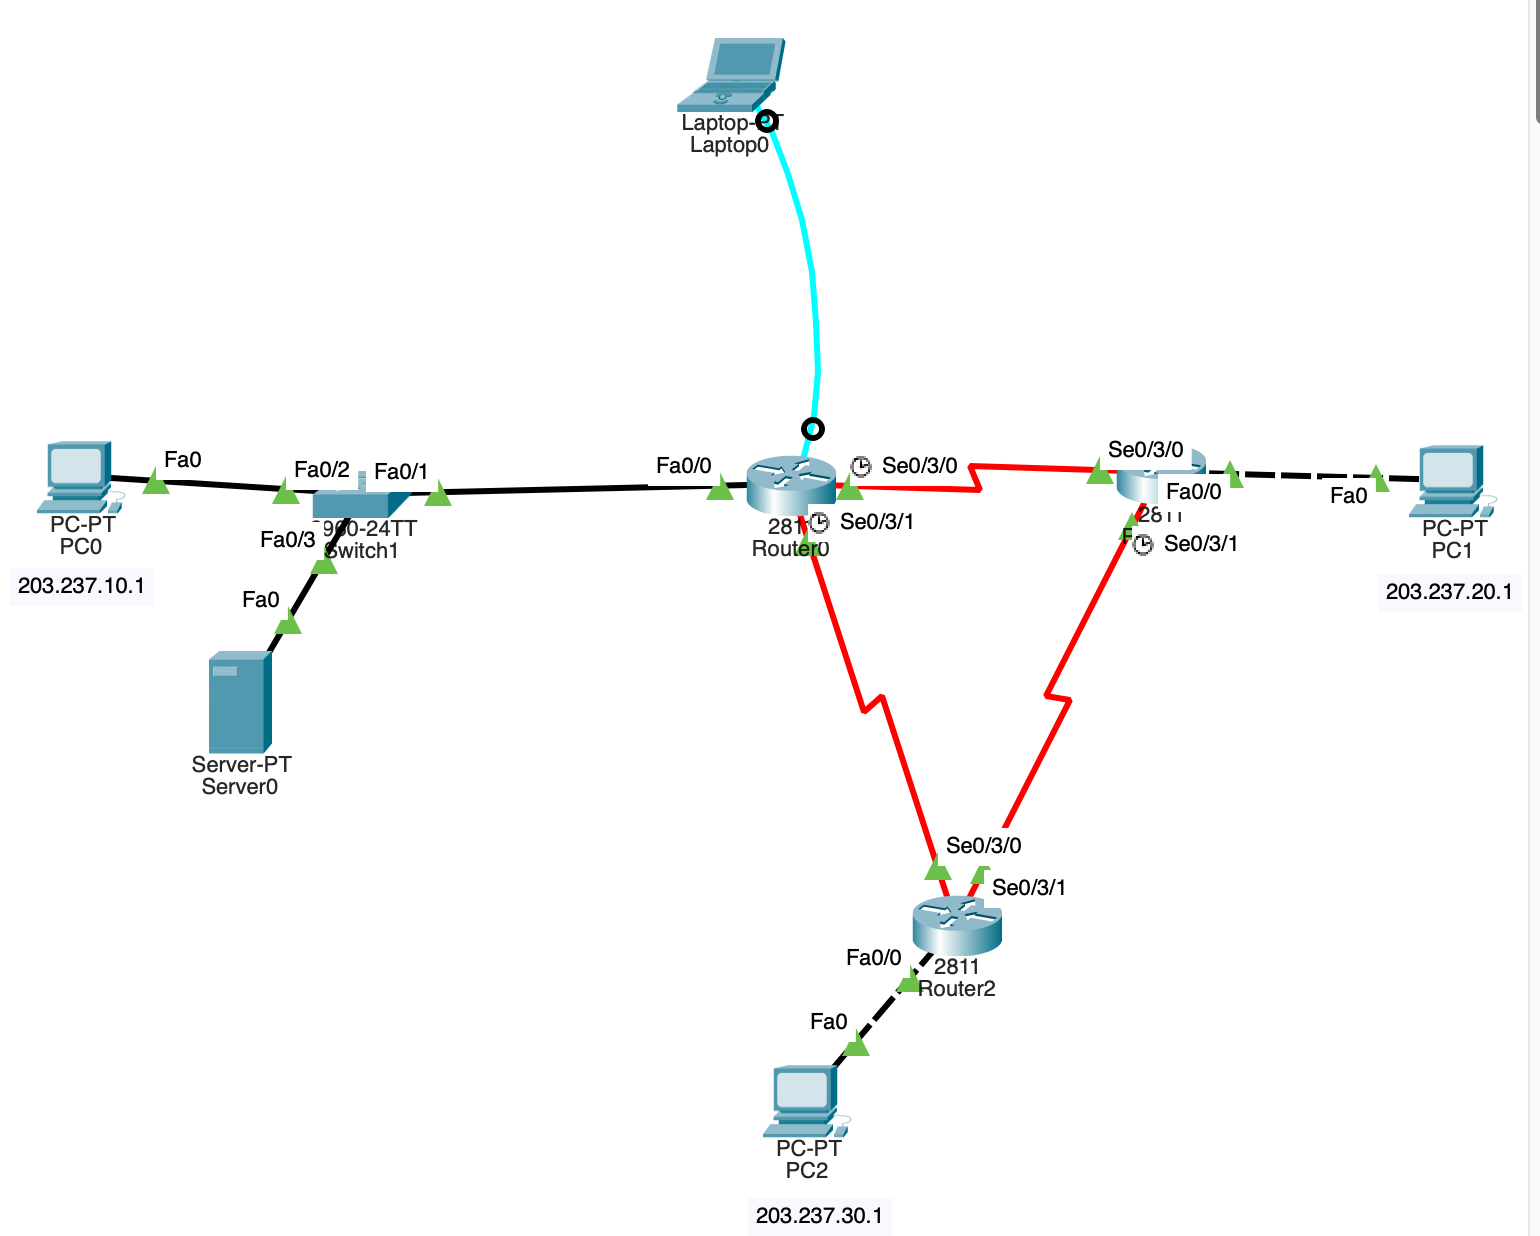 Laptop-PT
Laptop0
Fa0
Fa0/2
Fa0/1
Fa0/0
Se0/3/0
Se0/3/0
Fa0/0
Fa0
PC-PT
PC0
203.237.10.1
Fa0/3
960-24TT
Switch1
Fa0
Server-PT
Server0
281
Router0
Se0/3/1
2811
Se0/3/1
PC-PT
PC1
203.237.20.1
Se0/3/0
Se0/3/1
Fa0/0
2811
Router2
Fa0
PC-PT
PC2
203.237.30.1